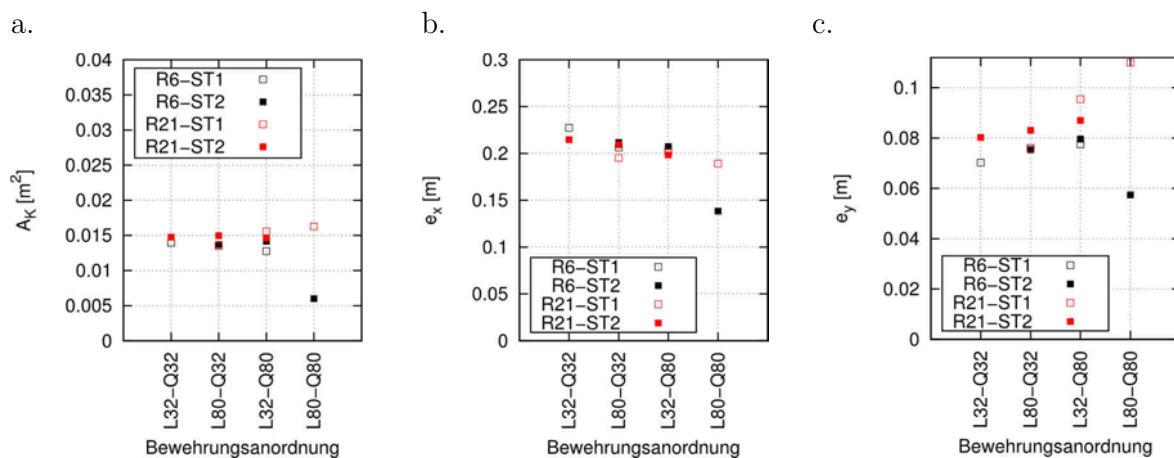 a.
0.04
0.035
0.03
0.025
0.02
0.015
0.01
0.005
0
A_K [m²]
R6−ST1
R6−ST2
R21−ST1
R21−ST2
L32−Q32
L80−Q32
L32−Q80
L80−Q80
Bewehrungsanordnung
b.
0.3
0.25
0.2
0.15
0.1
0.05
0
e_x [m]
R6−ST1
R6−ST2
R21−ST1
R21−ST2
L32−Q32
L80−Q32
L32−Q80
L80−Q80
Bewehrungsanordnung
c.
0.1
0.08
0.06
0.04
0.02
0
e_y [m]
R6−ST1
R6−ST2
R21−ST1
R21−ST2
L32−Q32
L80−Q32
L32−Q80
L80−Q80
Bewehrungsanordnung